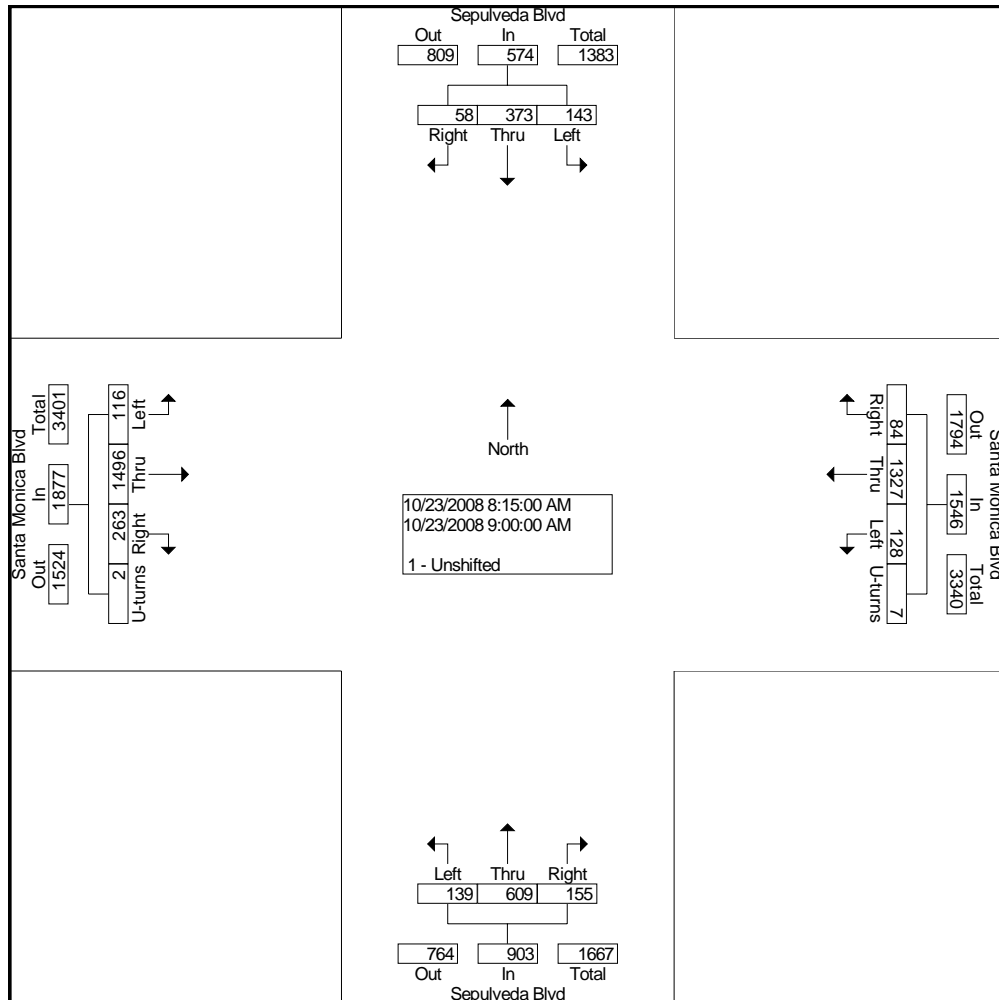 Sepulveda Blvd
Out In Total
809 574 1383
58 373 143
Right Thru Left
Santa Monica Blvd
Total In Out
3401 1877 1524
116 1496 263 2
Left Thru Right U-turns
North
10/23/2008 8:15:00 AM
10/23/2008 9:00:00 AM
1 - Unshifted
Right Thru Left U-turns
84 1327 128 7
1794 1546 3340
Out In Total
Santa Monica Blvd
Left Thru Right
139 609 155
764 903 1667
Out In Total
Sepulveda Blvd